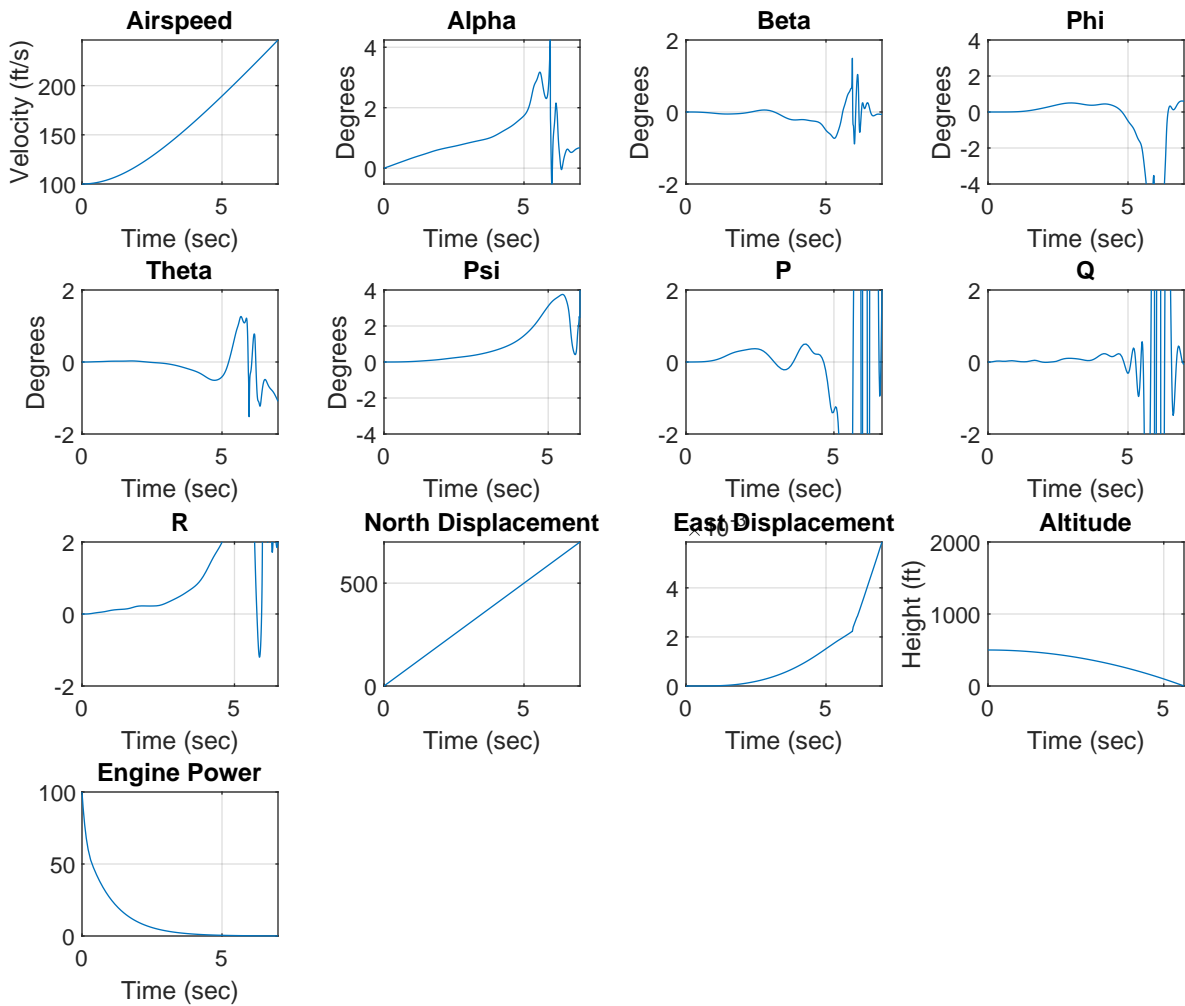 Airspeed
Velocity (ft/s)
200
150
100
0
5
Time (sec)
Alpha
Degrees
4
2
0
0
5
Time (sec)
Beta
Degrees
2
0
-2
0
5
Time (sec)
Phi
Degrees
4
2
0
-2
-4
0
5
Time (sec)
Theta
Degrees
2
0
-2
0
5
Time (sec)
Psi
Degrees
4
2
0
-2
-4
0
5
Time (sec)
P
2
0
-2
0
5
Time (sec)
Q
2
0
-2
0
5
Time (sec)
R
2
0
-2
0
5
Time (sec)
North Displacement
500
0
0
5
Time (sec)
East Displacement
×10-3
4
2
0
0
5
Time (sec)
Altitude
Height (ft)
2000
1000
0
0
5
Time (sec)
Engine Power
100
50
0
0
5
Time (sec)